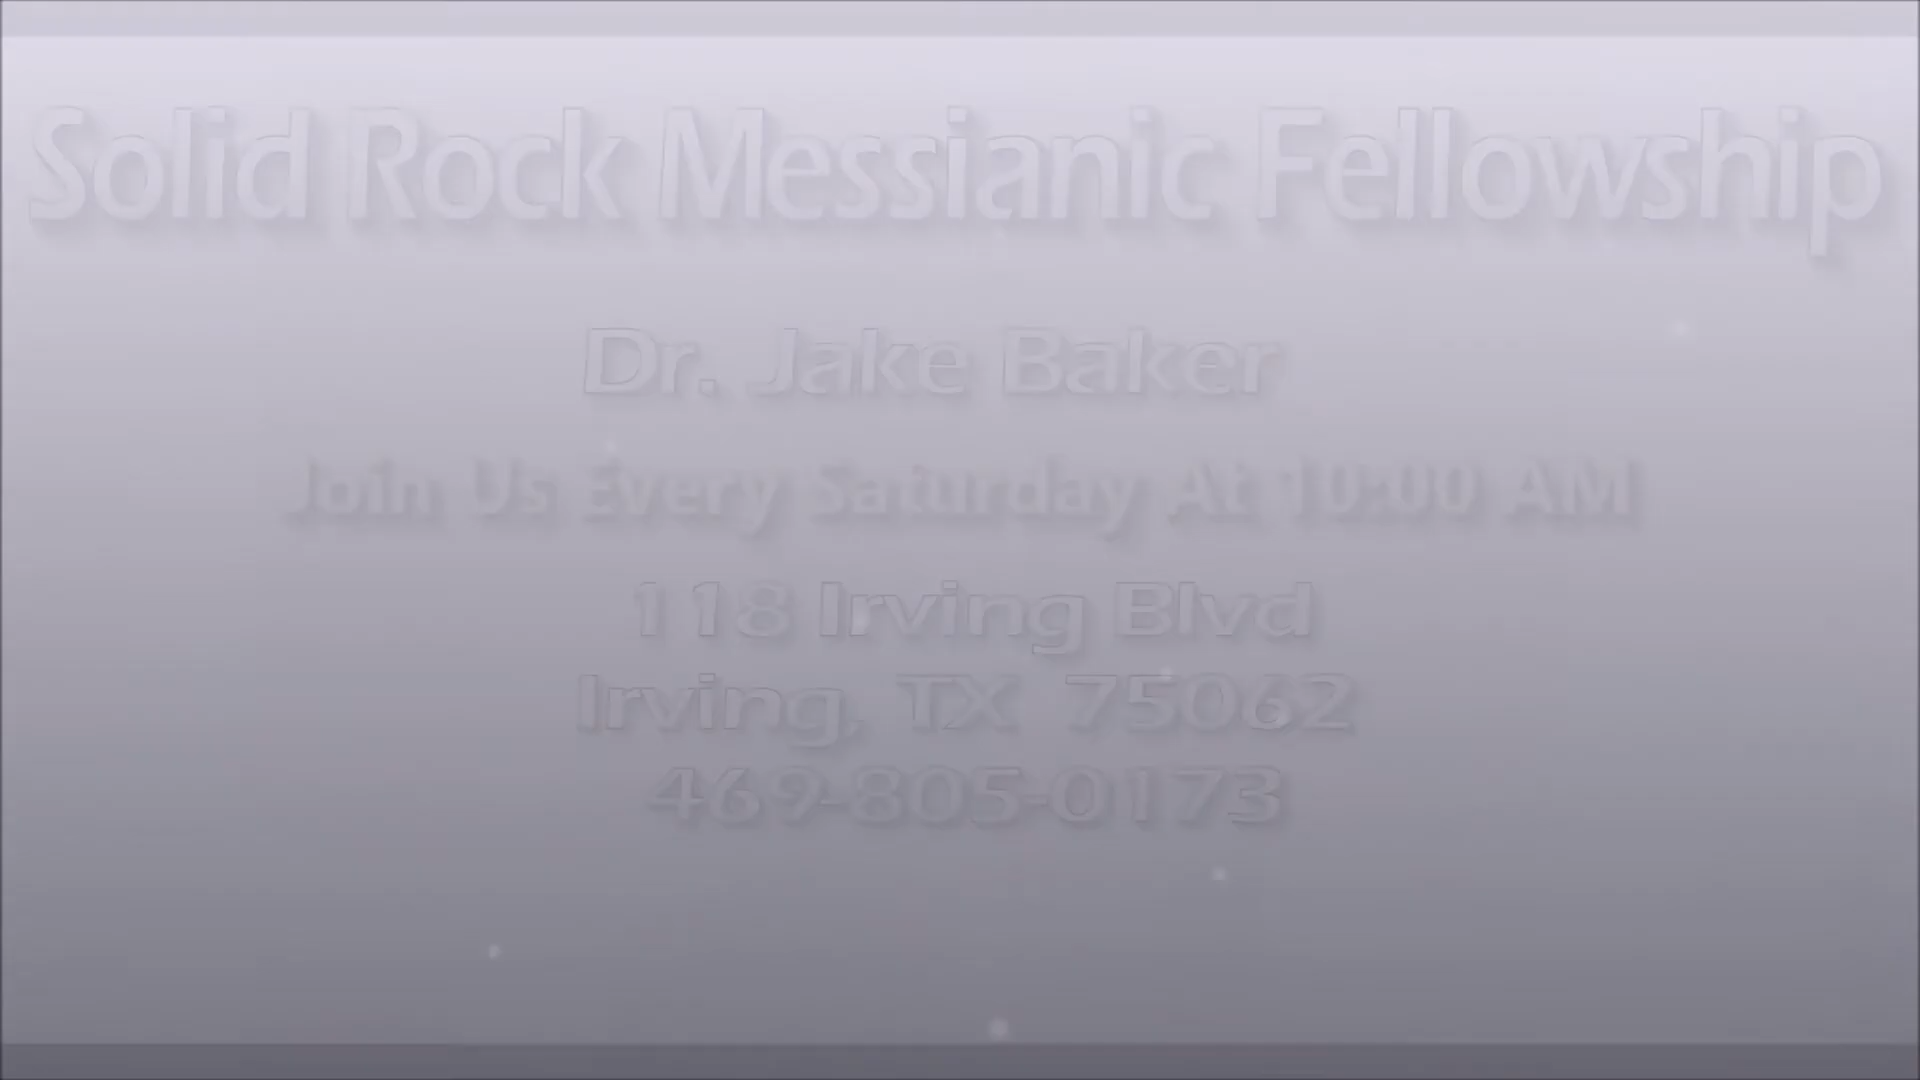 Solid Rock Messianic Fellowship
Dr. Jake Baker
Join Us Every Saturday At 10:00 AM
118 Irving Blvd
Irving, TX 75062
469-805-0173